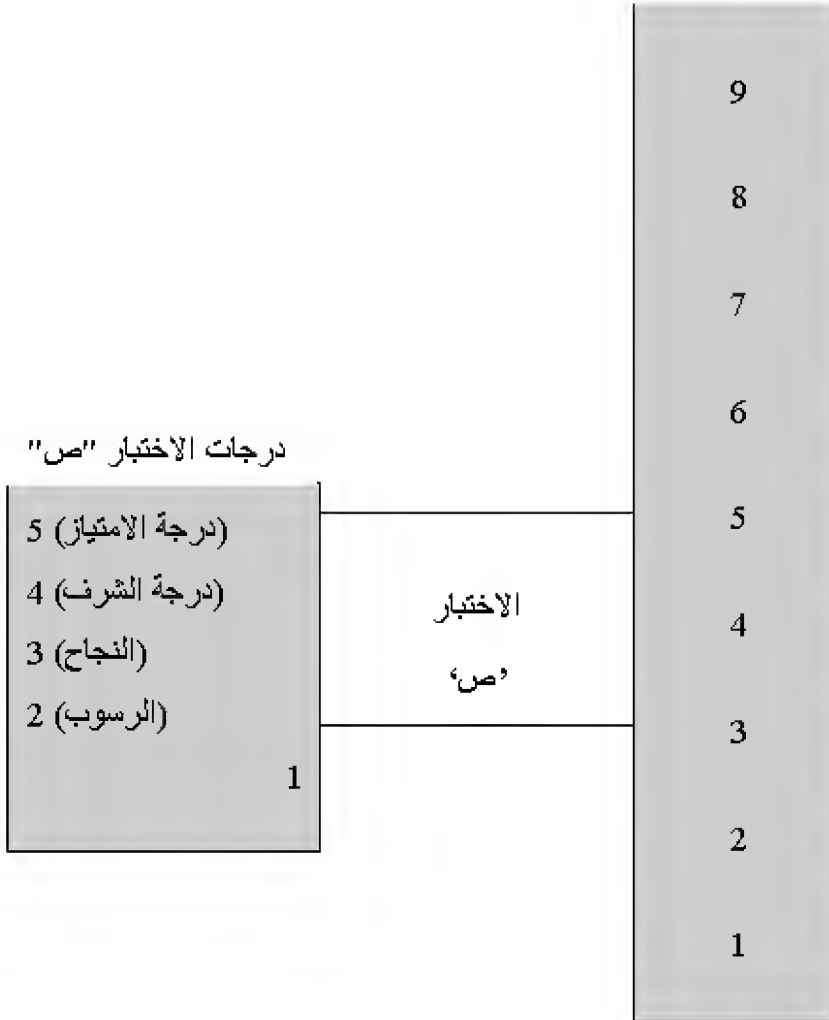 9
8
7
6
5
4
3
2
1
درجات الاختبار "ص"
5 (درجة الامتياز)
4 (درجة الشرف)
3 (النجاح)
2 (الرسوب)
1
الاختبار
‘ص’